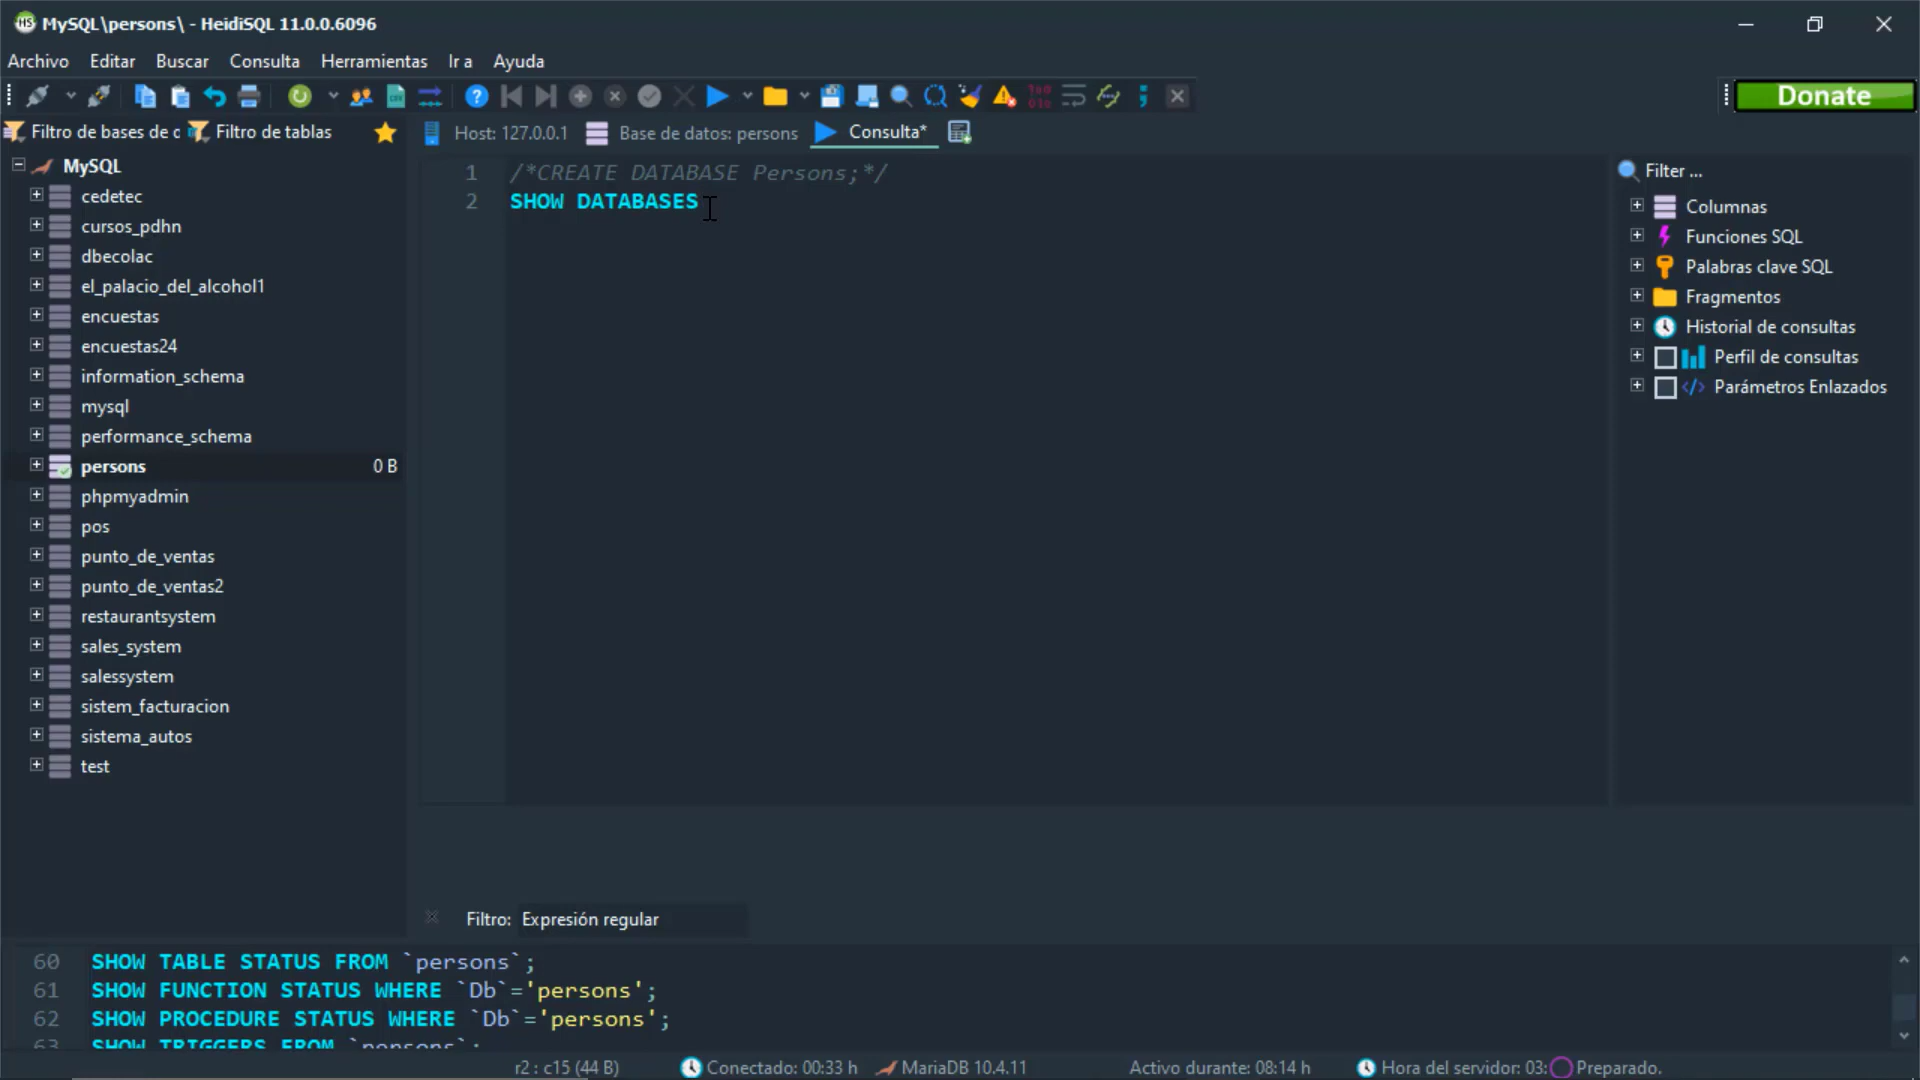 MySQL\persons\ - HeidiSQL 11.0.0.6096
Archivo Editar Buscar Consulta Herramientas Ir a Ayuda
Donate
Filtro de bases de Filtro de tablas
Host: 127.0.0.1 Base de datos: persons Consulta*
MySQL
cedetec
cursos_pdhn
dbecolac
el_palacio_del_alcohol1
encuestas
encuestas24
information_schema
mysql
performance_schema
persons 0 B
phpmyadmin
pos
punto_de_ventas
punto_de_ventas2
restaurantsystem
sales_system
salessystem
sistem_facturacion
sistema_autos
test
1 /*CREATE DATABASE Persons;*/
2 SHOW DATABASES
Filter ...
Columnas
Funciones SQL
Palabras clave SQL
Fragmentos
Historial de consultas
Perfil de consultas
Parámetros Enlazados
Filtro: Expresión regular
60 SHOW TABLE STATUS FROM `persons`;
61 SHOW FUNCTION STATUS WHERE `Db`='persons';
62 SHOW PROCEDURE STATUS WHERE `Db`='persons';
63 SHOW TRIGGERS FROM `persons`;
r2 : c15 (44 B) Conectado: 00:33 h MariaDB 10.4.11 Activo durante: 08:14 h Hora del servidor: 03: Preparado.